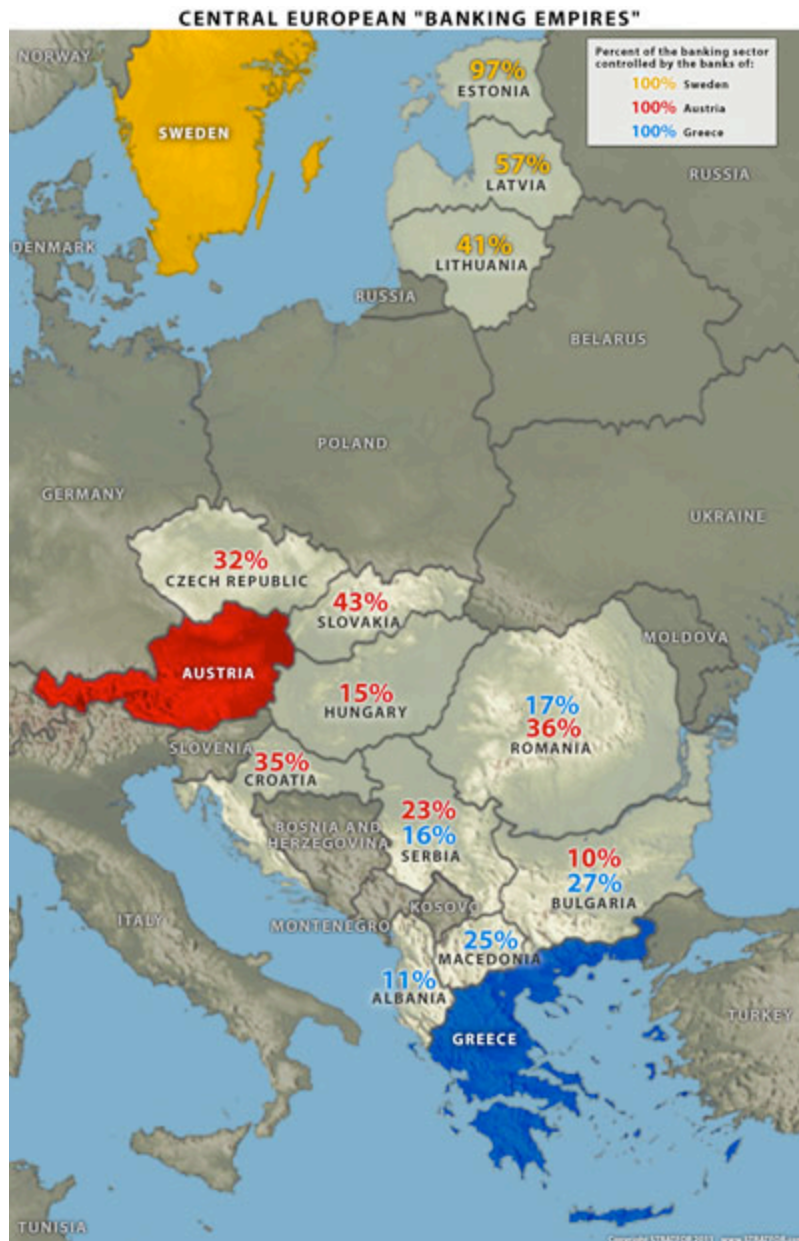 CENTRAL EUROPEAN "BANKING EMPIRES"
NORWAY
97%
ESTONIA
Percent of the banking sector
controlled by the banks of:
100% Sweden
100% Austria
100% Greece
SWEDEN
57%
LATVIA
RUSSIA
DENMARK
41%
LITHUANIA
RUSSIA
BELARUS
POLAND
GERMANY
UKRAINE
32%
CZECH REPUBLIC
43%
SLOVAKIA
MOLDOVA
AUSTRIA
15%
HUNGARY
17%
36%
ROMANIA
SLOVENIA
35%
CROATIA
23%
16%
SERBIA
BOSNIA AND
HERZEGOVINA
10%
27%
BULGARIA
ITALY
KOSOVO
MONTENEGRO
25%
MACEDONIA
11%
ALBANIA
TURKEY
GREECE
TUNISIA